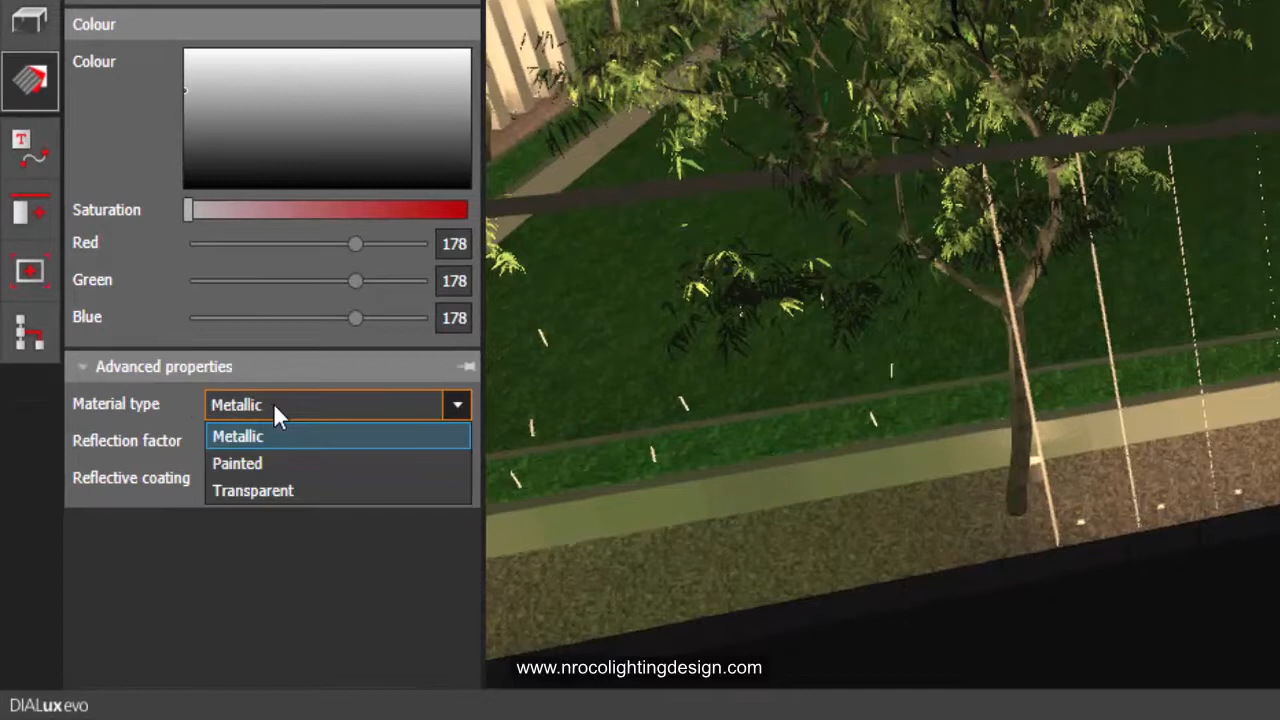 Colour
Colour
Saturation
Red 178
Green 280
Blue 178
Advanced properties
Material type Metallic
Metallic
Reflection factor
Painted
Reflective coating
Transparent
T
www.nrocolightingdesign.com
DIALux evo